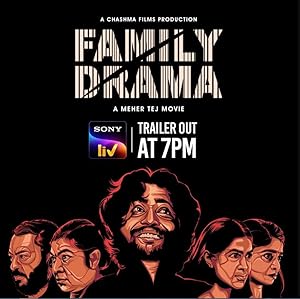 A CHASHMA FILMS PRODUCTION
FAMILY
DRAMA
A MEHER TEJ MOVIE
SONY
liv
TRAILER OUT
AT 7PM